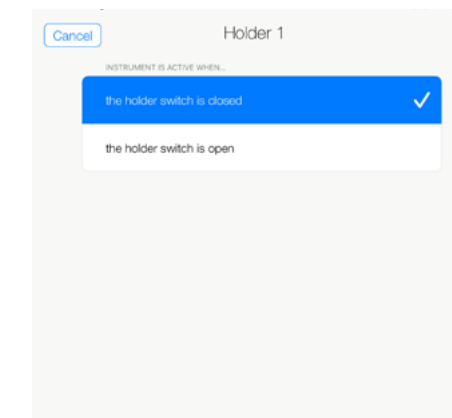 Cancel
Holder 1
INSTRUMENT IS ACTIVE WHEN...
the holder switch is closed
the holder switch is open